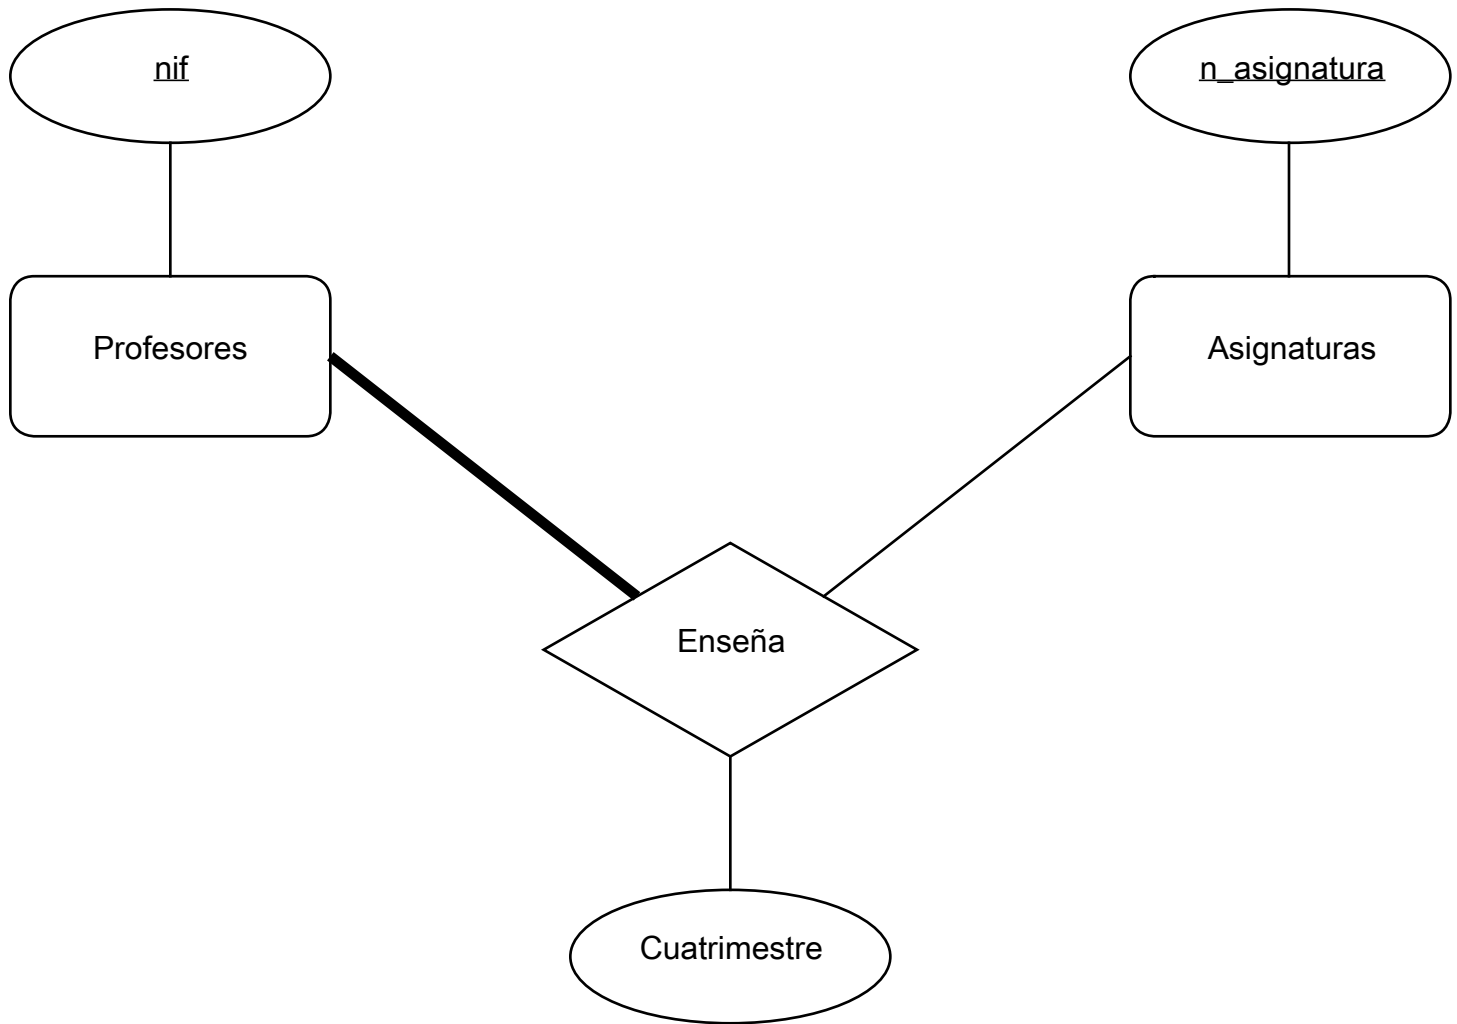 nif
n_asignatura
Profesores
Asignaturas
Enseña
Cuatrimestre